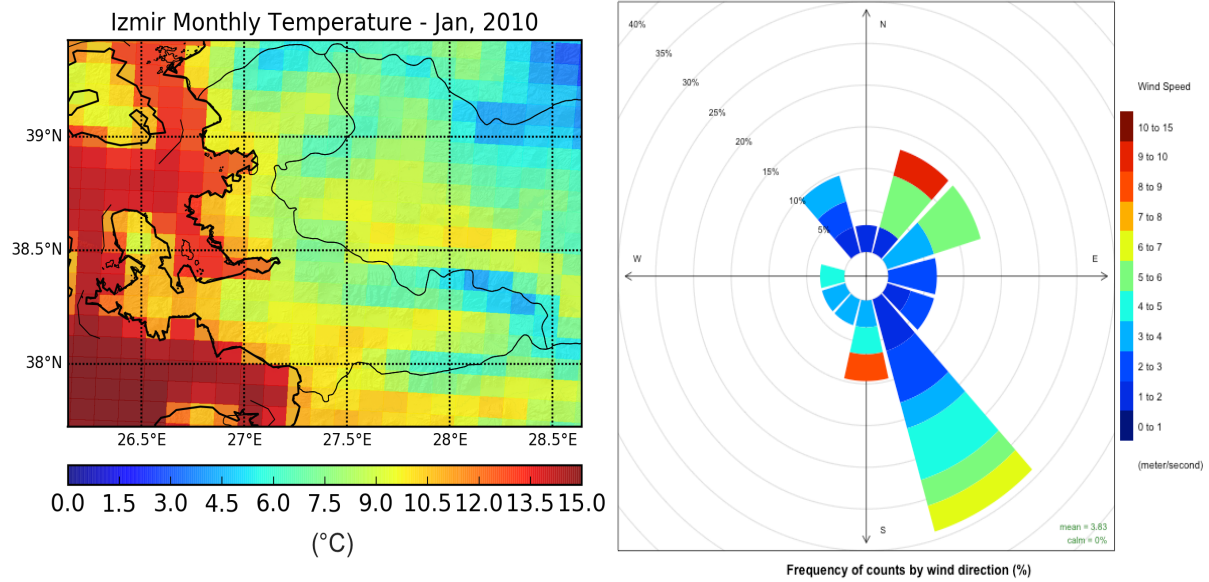 Izmir Monthly Temperature - Jan, 2010
39°N
38.5°N
38°N
26.5°E 27°E 27.5°E 28°E 28.5°E
0.0 1.5 3.0 4.5 6.0 7.5 9.0 10.5 12.0 13.5 15.0
(°C)
40%
35%
30%
25%
20%
15%
10%
5%
N
W
E
S
mean = 3.83
calm = 0%
Wind Speed
10 to 15
9 to 10
8 to 9
7 to 8
6 to 7
5 to 6
4 to 5
3 to 4
2 to 3
1 to 2
0 to 1
(meter/second)
Frequency of counts by wind direction (%)